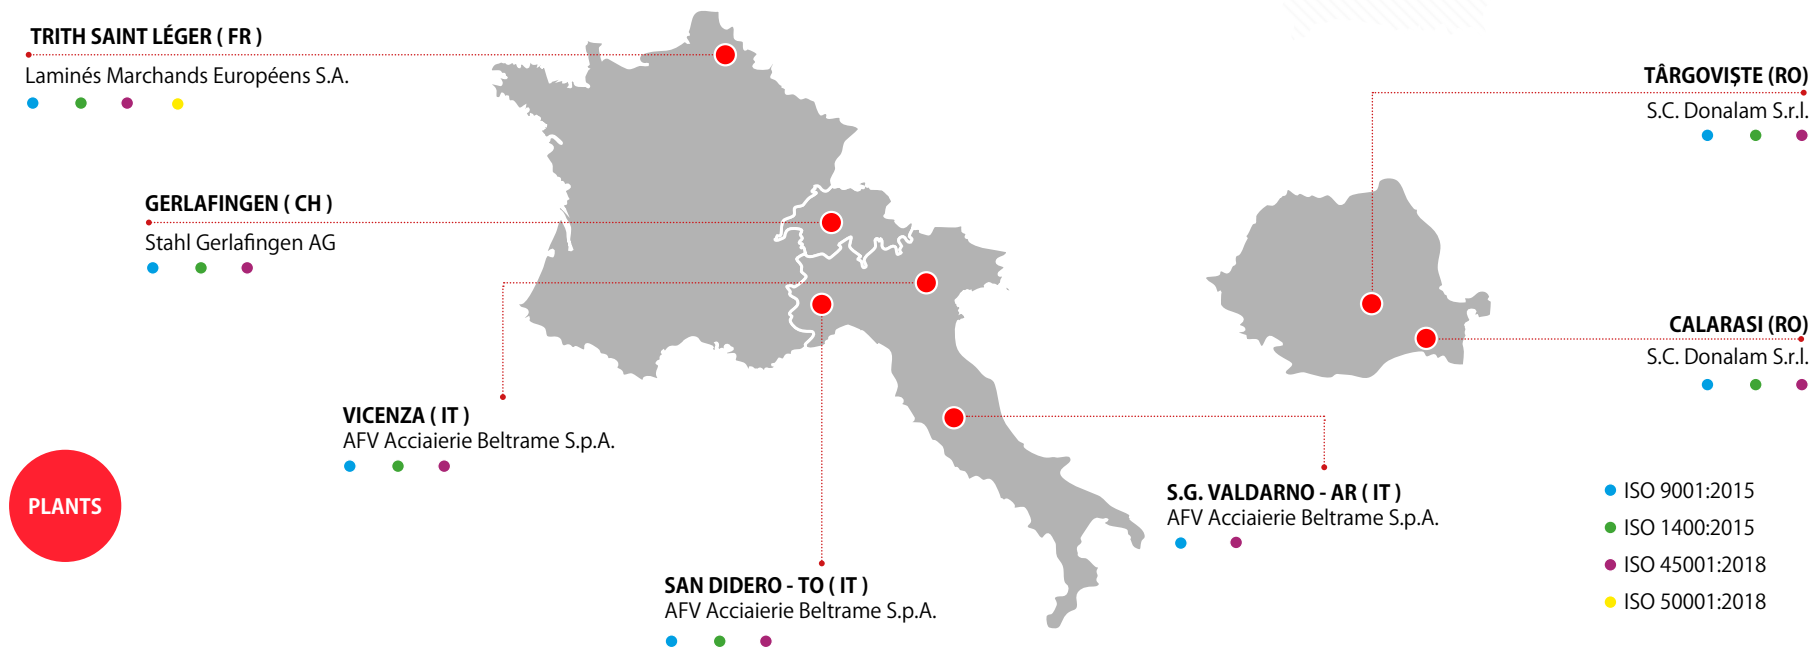 TRITH SAINT LÉGER ( FR )
Laminés Marchands Européens S.A.
GERLAFINGEN ( CH )
Stahl Gerlafingen AG
VICENZA ( IT )
AFV Acciaierie Beltrame S.p.A.
PLANTS
SAN DIDERO - TO ( IT )
AFV Acciaierie Beltrame S.p.A.
S.G. VALDARNO - AR ( IT )
AFV Acciaierie Beltrame S.p.A.
TÂRGOVIȘTE (RO)
S.C. Donalam S.r.l.
CALARASI (RO)
S.C. Donalam S.r.l.
ISO 9001:2015
ISO 1400:2015
ISO 45001:2018
ISO 50001:2018